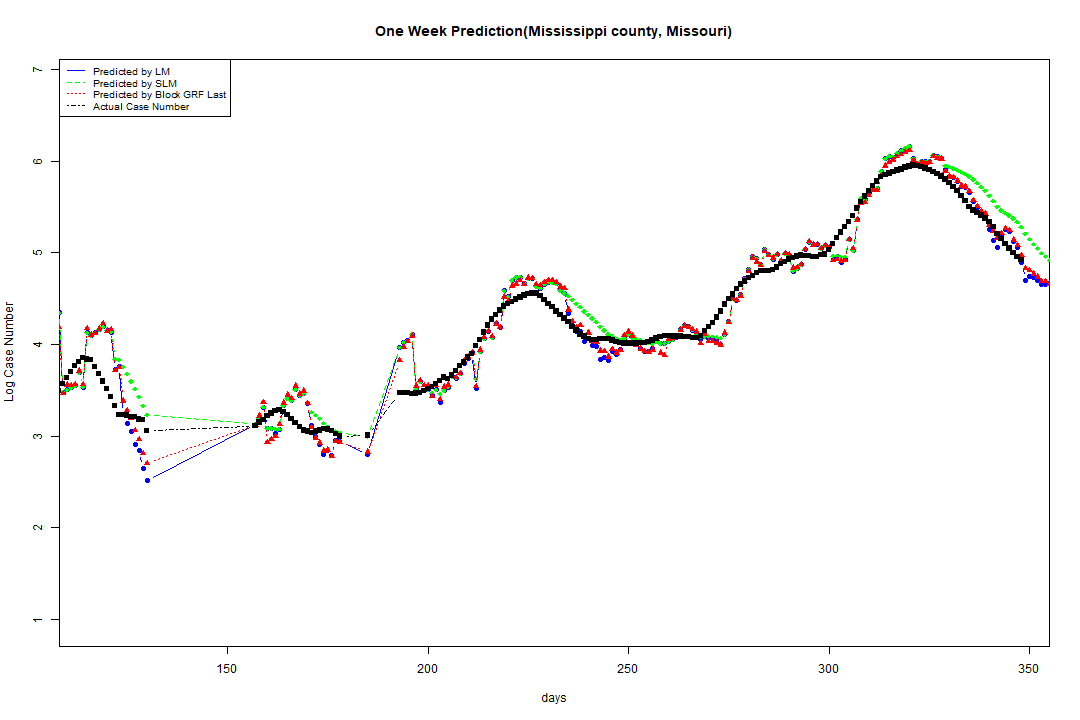 One Week Prediction(Mississippi county, Missouri)
Predicted by LM
Predicted by SLM
Predicted by Block GRF Last
Actual Case Number
7
6
5
4
3
2
1
Log Case Number
150
200
250
300
350
days